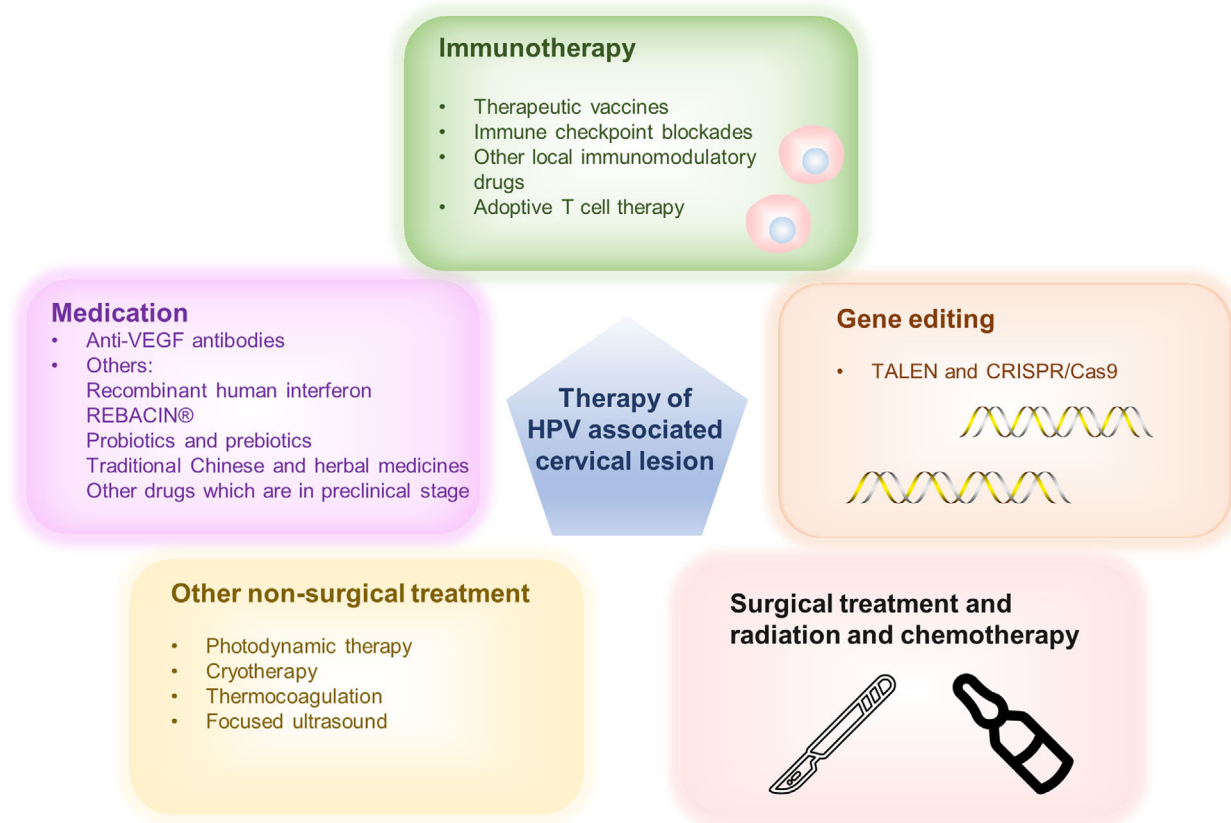 Immunotherapy
• Therapeutic vaccines
• Immune checkpoint blockades
• Other local immunomodulatory
drugs
• Adoptive T cell therapy
Medication
• Anti-VEGF antibodies
• Others:
Recombinant human interferon
REBACIN®
Probiotics and prebiotics
Traditional Chinese and herbal medicines
Other drugs which are in preclinical stage
Therapy of
HPV associated
cervical lesion
Gene editing
• TALEN and CRISPR/Cas9
Other non-surgical treatment
• Photodynamic therapy
• Cryotherapy
• Thermocoagulation
• Focused ultrasound
Surgical treatment and
radiation and chemotherapy